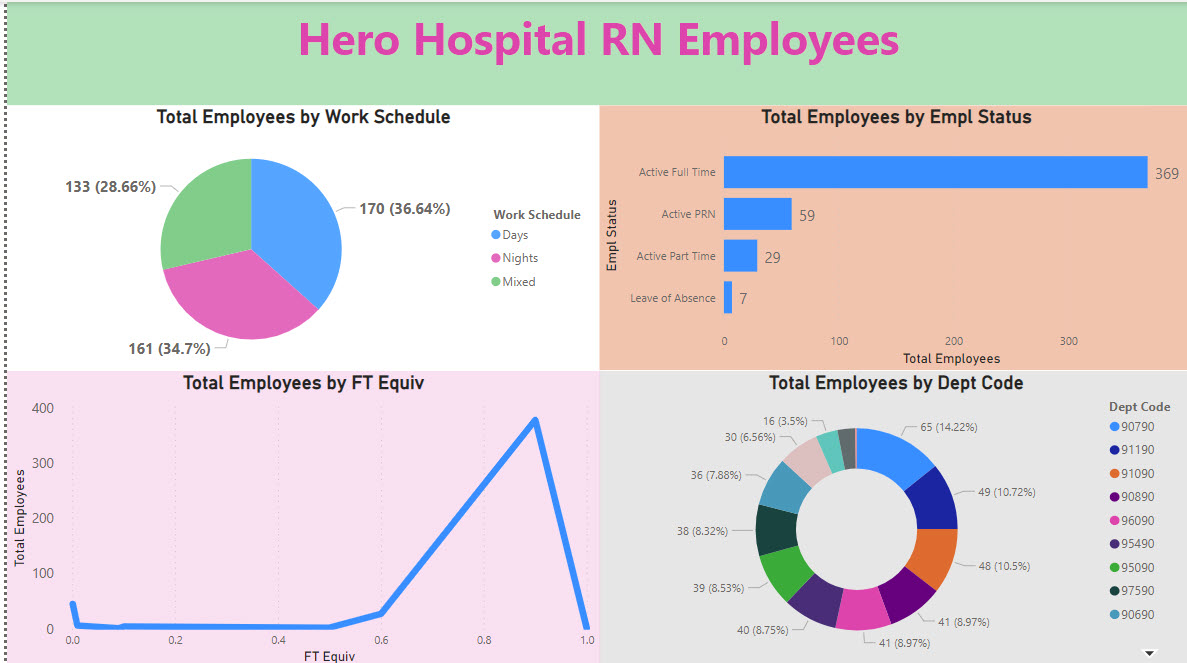 Hero Hospital RN Employees
Total Employees by Work Schedule
133 (28.66%)
170 (36.64%)
161 (34.7%)
Work Schedule
Days
Nights
Mixed
Total Employees by Empl Status
Empl Status
Active Full Time
369
Active PRN
59
Active Part Time
29
Leave of Absence
7
0
100
200
300
Total Employees
Total Employees by FT Equiv
Total Employees
400
300
200
100
0
0.0
0.2
0.4
0.6
0.8
1.0
FT Equiv
Total Employees by Dept Code
16 (3.5%)
65 (14.22%)
30 (6.56%)
36 (7.88%)
49 (10.72%)
38 (8.32%)
48 (10.5%)
39 (8.53%)
41 (8.97%)
40 (8.75%)
41 (8.97%)
Dept Code
90790
91190
91090
90890
96090
95490
95090
97590
90690